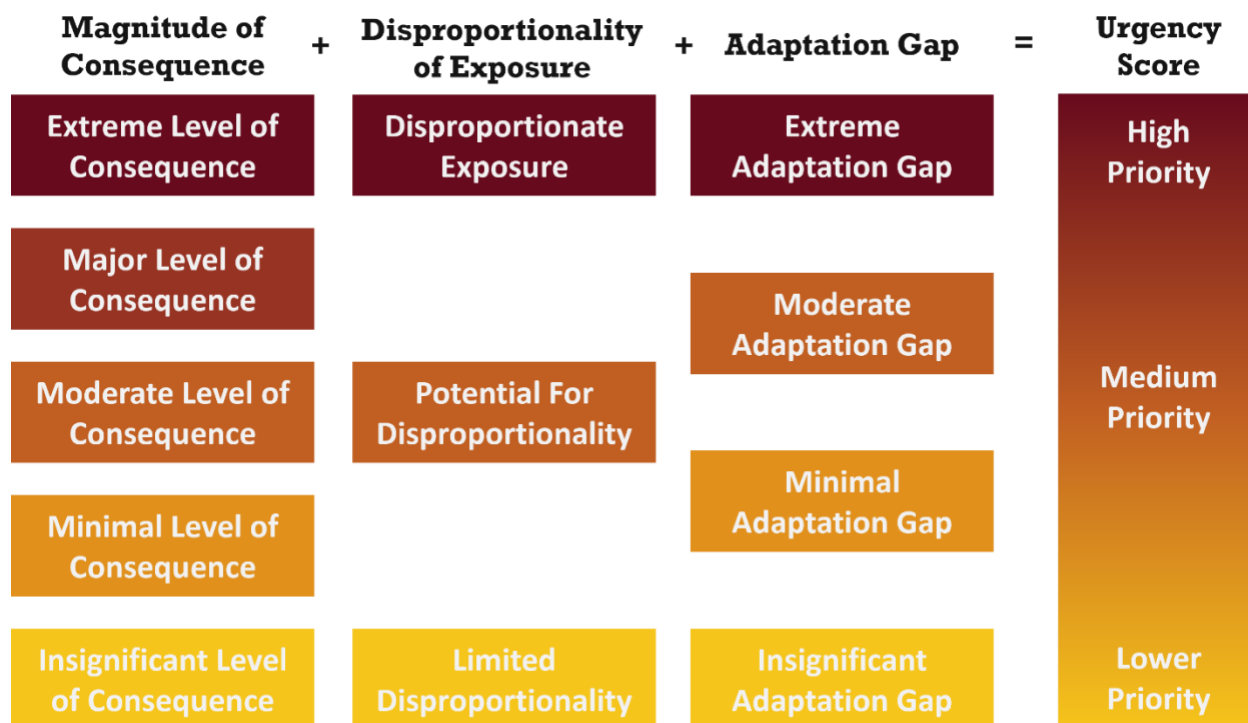 Magnitude of
Consequence
+
Disproportionality
of Exposure
+
Adaptation Gap
=
Urgency
Score
Extreme Level of
Consequence
Major Level of
Consequence
Moderate Level of
Consequence
Minimal Level of
Consequence
Insignificant Level
of Consequence
Disproportionate
Exposure
Potential For
Disproportionality
Limited
Disproportionality
Extreme
Adaptation Gap
Moderate
Adaptation Gap
Minimal
Adaptation Gap
Insignificant
Adaptation Gap
High
Priority
Medium
Priority
Lower
Priority